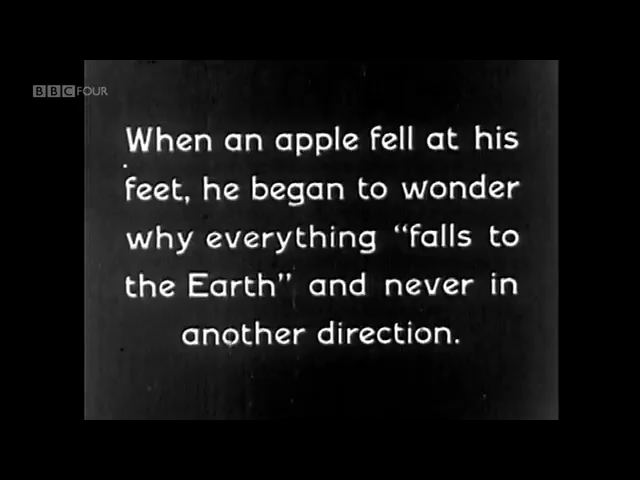 BBC FOUR
When an apple fell at his
feet, he began to wonder
why everything “falls to
the Earth” and never in
another direction.